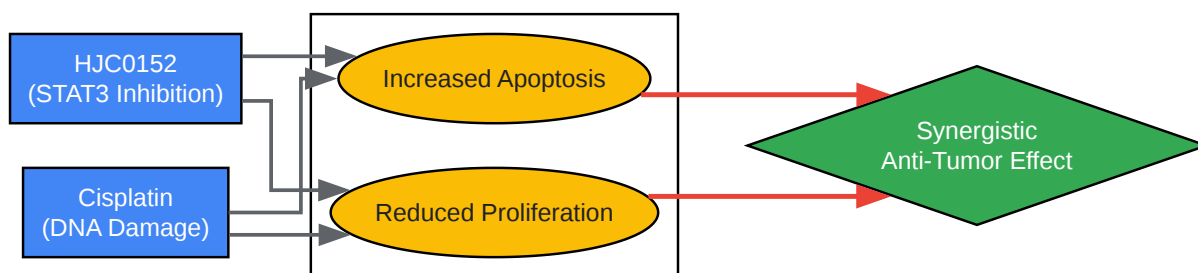 HJC0152
(STAT3 Inhibition)
Increased Apoptosis
Synergistic
Anti-Tumor Effect
Cisplatin
(DNA Damage)
Reduced Proliferation